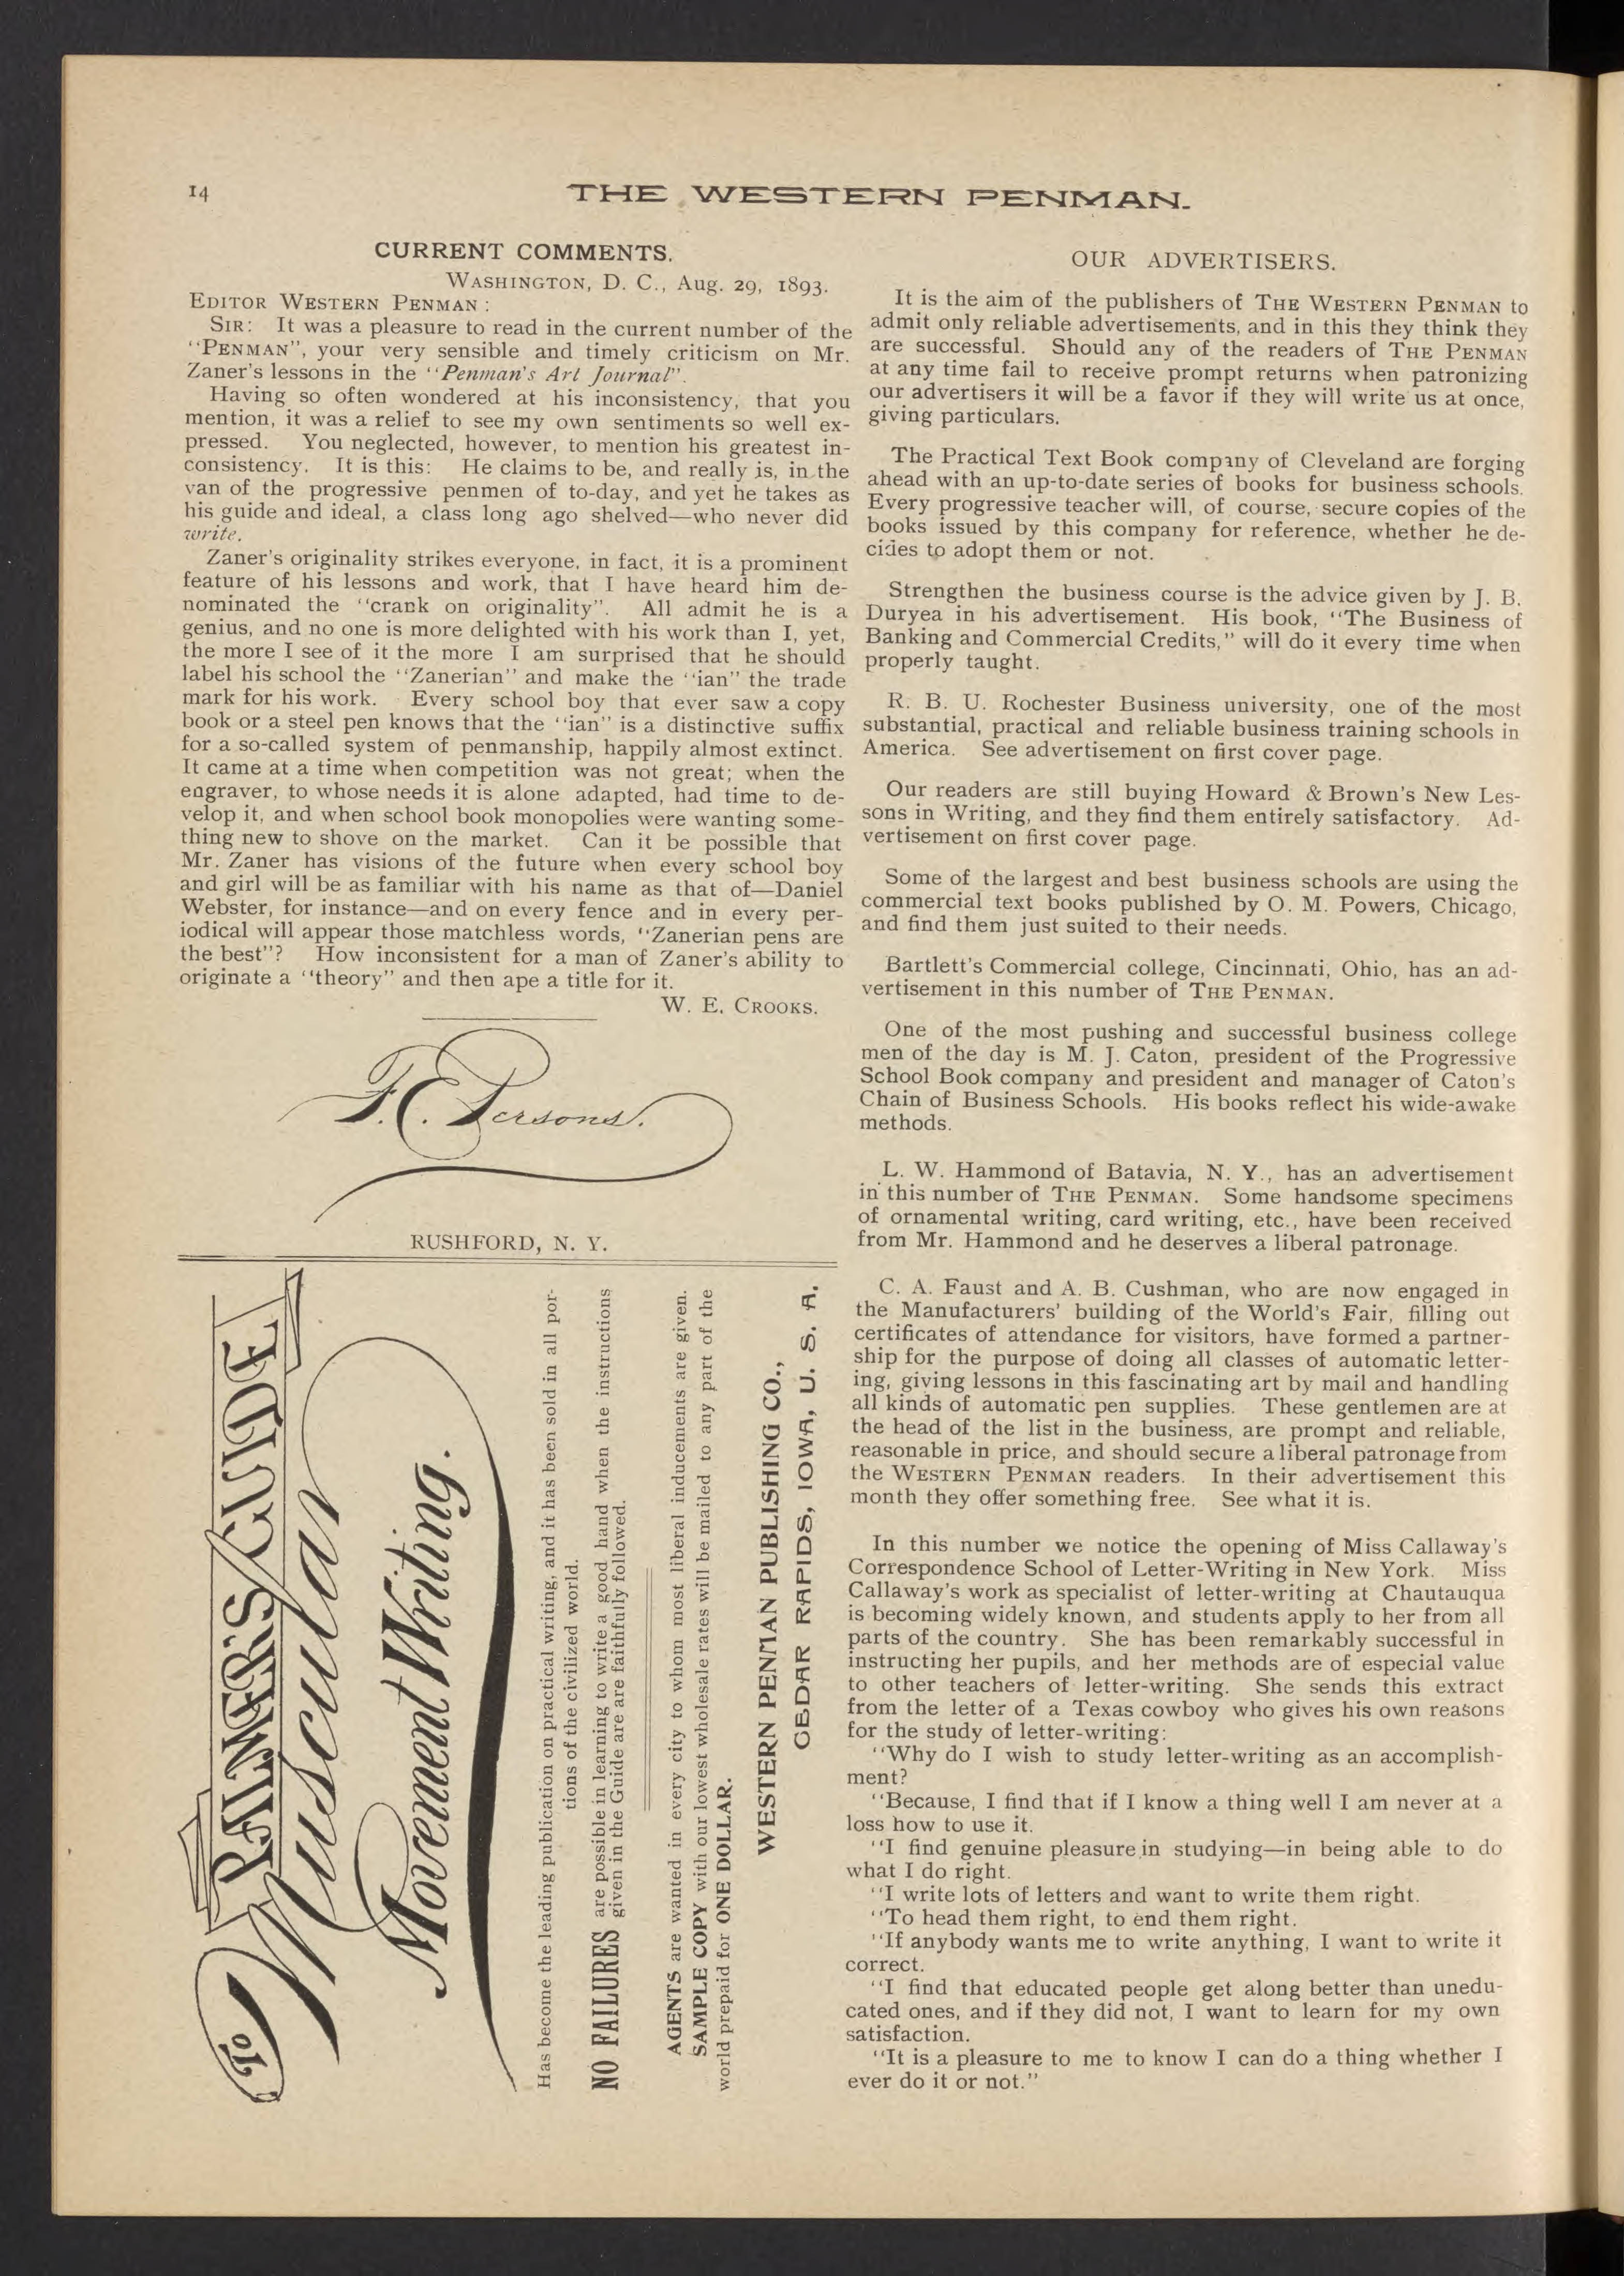 14
THE WESTERN PENMAN.
CURRENT COMMENTS.
WASHINGTON, D. C., Aug. 29, 1893.
EDITOR WESTERN PENMAN:
SIR: It was a pleasure to read in the current number of the
"PENMAN", your very sensible and timely criticism on Mr.
Zaner's lessons in the "Penman's Art Journal".
Having so often wondered at his inconsistency, that you
mention, it was a relief to see my own sentiments so well ex-
pressed. You neglected, however, to mention his greatest in-
consistency. It is this: He claims to be, and really is, in the
van of the progressive penmen of to-day, and yet he takes as
his guide and ideal, a class long ago shelved—who never did
write.
Zaner's originality strikes everyone, in fact, it is a prominent
feature of his lessons and work, that I have heard him de-
nominated the "crank on originality". All admit he is a
genius, and no one is more delighted with his work than I, yet,
the more I see of it the more I am surprised that he should
label his school the "Zanerian" and make the "ian" the trade
mark for his work. Every school boy that ever saw a copy
book or a steel pen knows that the "ian" is a distinctive suffix
for a so-called system of penmanship, happily almost extinct.
It came at a time when competition was not great; when the
engraver, to whose needs it is alone adapted, had time to de-
velop it, and when school book monopolies were wanting some-
thing new to shove on the market. Can it be possible that
Mr. Zaner has visions of the future when every school boy
and girl will be as familiar with his name as that of—Daniel
Webster, for instance—and on every fence and in every per-
iodical will appear those matchless words, "Zanerian pens are
the best"? How inconsistent for a man of Zaner's ability to
originate a "theory" and then ape a title for it.
W. E. CROOKS.
F. E. Persons.
RUSHFORD, N. Y.
To
PALMER'S GUIDE
Muscular
Movement Writing.
Has become the leading publication on practical writing, and it has been sold in all por-
tions of the civilized world.
NO FAILURES are possible in learning to write a good hand when the instructions
given in the Guide are are faithfully followed.
AGENTS are wanted in every city to whom most liberal inducements are given.
SAMPLE COPY with our lowest wholesale rates will be mailed to any part of the
world prepaid for ONE DOLLAR.
WESTERN PENMAN PUBLISHING CO.,
CEDAR RAPIDS, IOWA, U. S. A.
OUR ADVERTISERS.
It is the aim of the publishers of THE WESTERN PENMAN to
admit only reliable advertisements, and in this they think they
are successful. Should any of the readers of THE PENMAN
at any time fail to receive prompt returns when patronizing
our advertisers it will be a favor if they will write us at once,
giving particulars.
The Practical Text Book company of Cleveland are forging
ahead with an up-to-date series of books for business schools.
Every progressive teacher will, of course, secure copies of the
books issued by this company for reference, whether he de-
cides to adopt them or not.
Strengthen the business course is the advice given by J. B.
Duryea in his advertisement. His book, "The Business of
Banking and Commercial Credits," will do it every time when
properly taught.
R. B. U. Rochester Business university, one of the most
substantial, practical and reliable business training schools in
America. See advertisement on first cover page.
Our readers are still buying Howard & Brown's New Les-
sons in Writing, and they find them entirely satisfactory. Ad-
vertisement on first cover page.
Some of the largest and best business schools are using the
commercial text books published by O. M. Powers, Chicago,
and find them just suited to their needs.
Bartlett's Commercial college, Cincinnati, Ohio, has an ad-
vertisement in this number of THE PENMAN.
One of the most pushing and successful business college
men of the day is M. J. Caton, president of the Progressive
School Book company and president and manager of Caton's
Chain of Business Schools. His books reflect his wide-awake
methods.
L. W. Hammond of Batavia, N. Y., has an advertisement
in this number of THE PENMAN. Some handsome specimens
of ornamental writing, card writing, etc., have been received
from Mr. Hammond and he deserves a liberal patronage.
C. A. Faust and A. B. Cushman, who are now engaged in
the Manufacturers' building of the World's Fair, filling out
certificates of attendance for visitors, have formed a partner-
ship for the purpose of doing all classes of automatic letter-
ing, giving lessons in this fascinating art by mail and handling
all kinds of automatic pen supplies. These gentlemen are at
the head of the list in the business, are prompt and reliable,
reasonable in price, and should secure a liberal patronage from
the WESTERN PENMAN readers. In their advertisement this
month they offer something free. See what it is.
In this number we notice the opening of Miss Callaway's
Correspondence School of Letter-Writing in New York. Miss
Callaway's work as specialist of letter-writing at Chautauqua
is becoming widely known, and students apply to her from all
parts of the country. She has been remarkably successful in
instructing her pupils, and her methods are of especial value
to other teachers of letter-writing. She sends this extract
from the letter of a Texas cowboy who gives his own reasons
for the study of letter-writing:
"Why do I wish to study letter-writing as an accomplish-
ment?
"Because, I find that if I know a thing well I am never at a
loss how to use it.
"I find genuine pleasure in studying—in being able to do
what I do right.
"I write lots of letters and want to write them right.
"To head them right, to end them right.
"If anybody wants me to write anything, I want to write it
correct.
"I find that educated people get along better than unedu-
cated ones, and if they did not, I want to learn for my own
satisfaction.
"It is a pleasure to me to know I can do a thing whether I
ever do it or not."